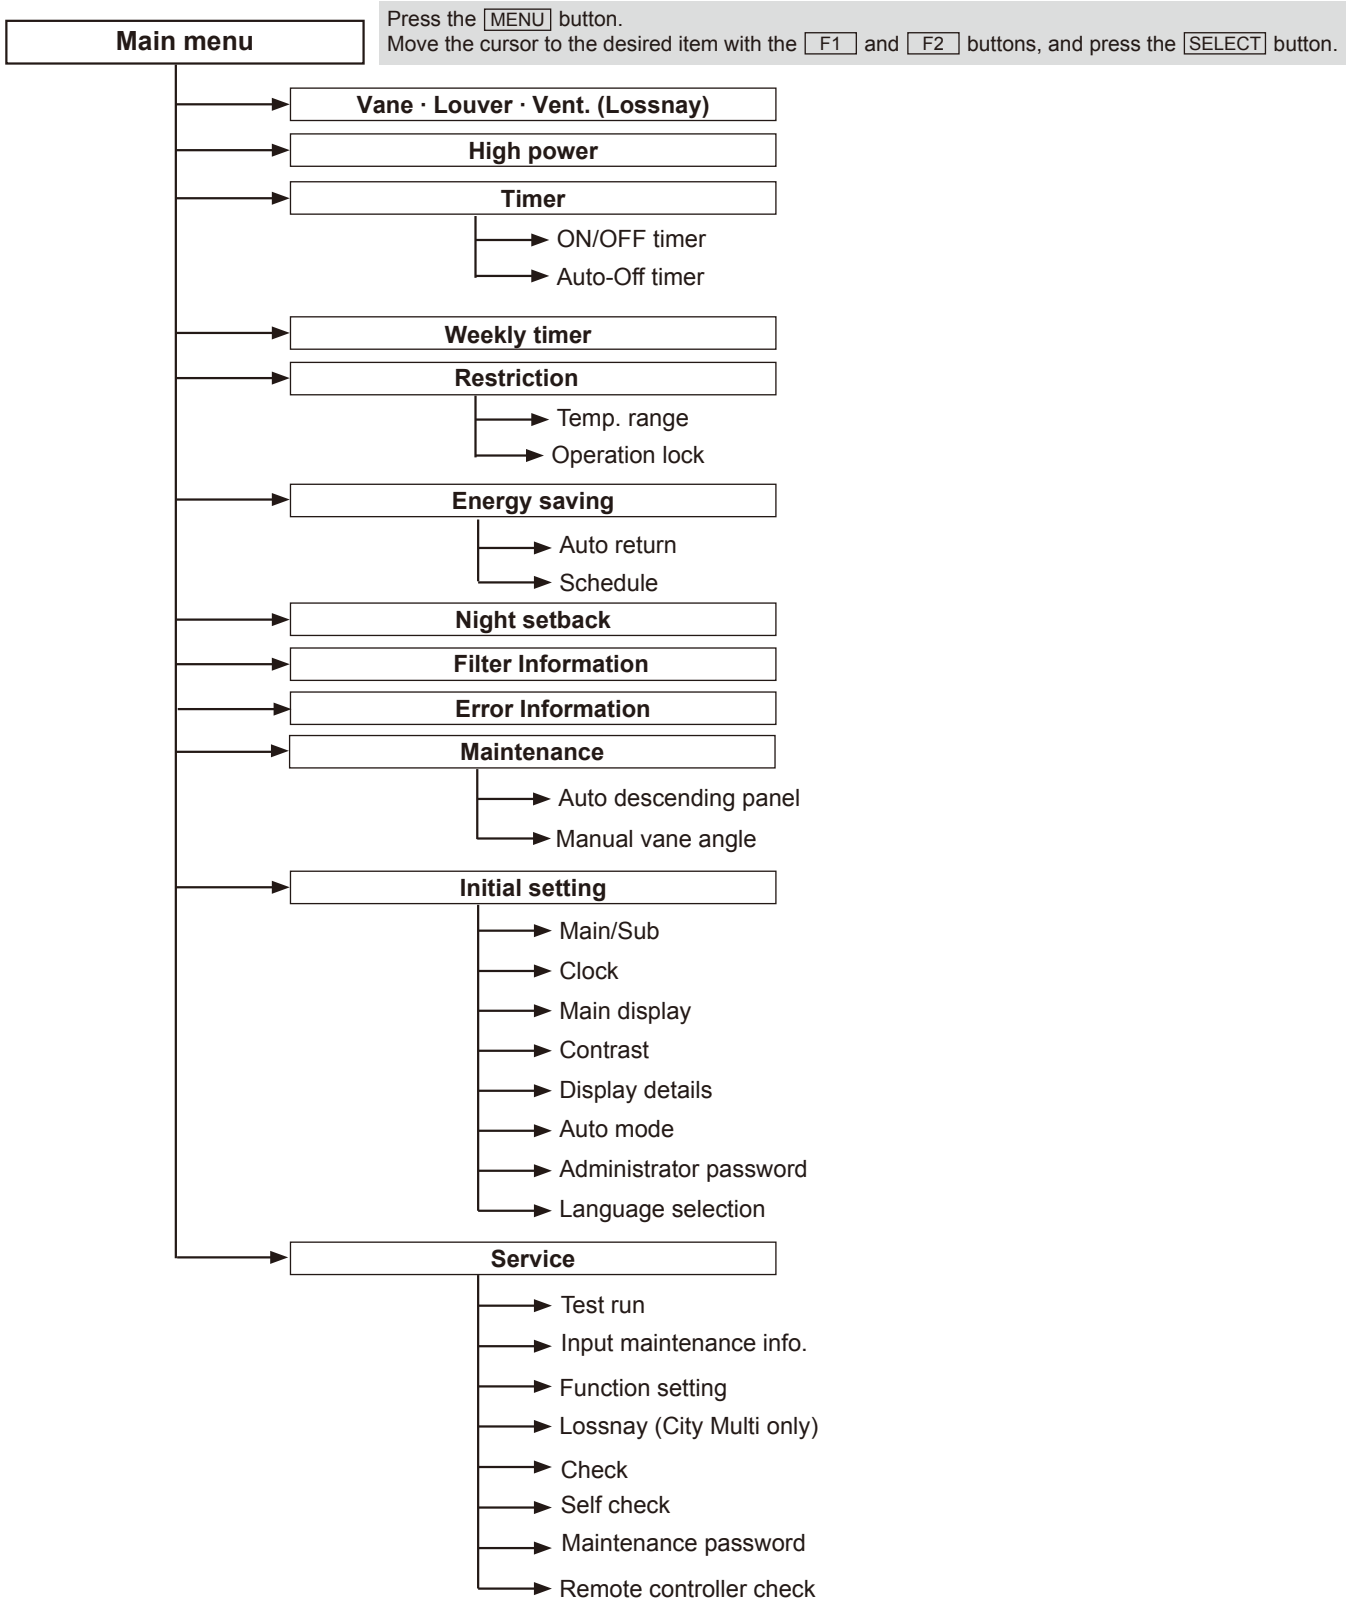 Main menu
Press the MENU button.
Move the cursor to the desired item with the F1 and F2 buttons, and press the SELECT button.
Vane · Louver · Vent. (Lossnay)
High power
Timer
ON/OFF timer
Auto-Off timer
Weekly timer
Restriction
Temp. range
Operation lock
Energy saving
Auto return
Schedule
Night setback
Filter Information
Error Information
Maintenance
Auto descending panel
Manual vane angle
Initial setting
Main/Sub
Clock
Main display
Contrast
Display details
Auto mode
Administrator password
Language selection
Service
Test run
Input maintenance info.
Function setting
Lossnay (City Multi only)
Check
Self check
Maintenance password
Remote controller check